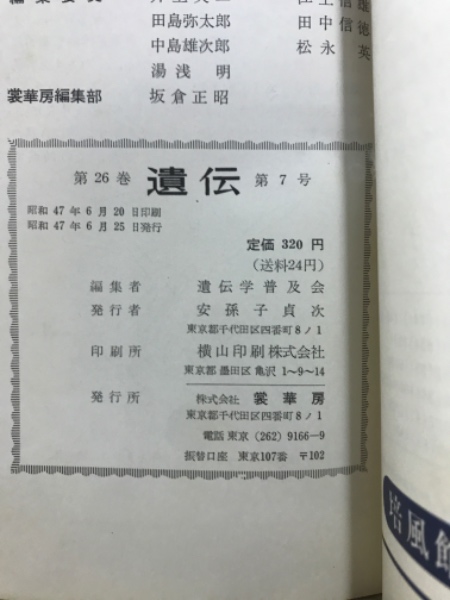 田島弥太郎
田中信徳
中島雄次郎
松永英
湯浅明
裳華房編集部 坂倉正昭
第26巻 遺伝 第7号
昭和47年6月20日印刷
昭和47年6月25日発行
定価 320円
(送料24円)
編集者 遺伝学普及会
発行者 安孫子貞次
東京都千代田区四番町8ノ1
印刷所 横山印刷株式会社
東京都墨田区亀沢1~9~14
発行所 株式会社 裳華房
東京都千代田区四番町8ノ1
電話東京(262)9166-9
振替口座 東京107番 〒102
培風館